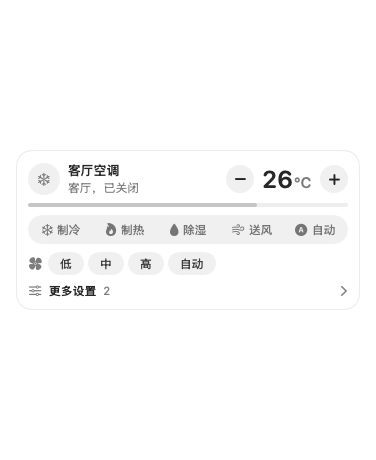 客厅空调
客厅，已关闭
26°C
制冷 制热 除湿 送风 A 自动
低 中 高 自动
更多设置 2